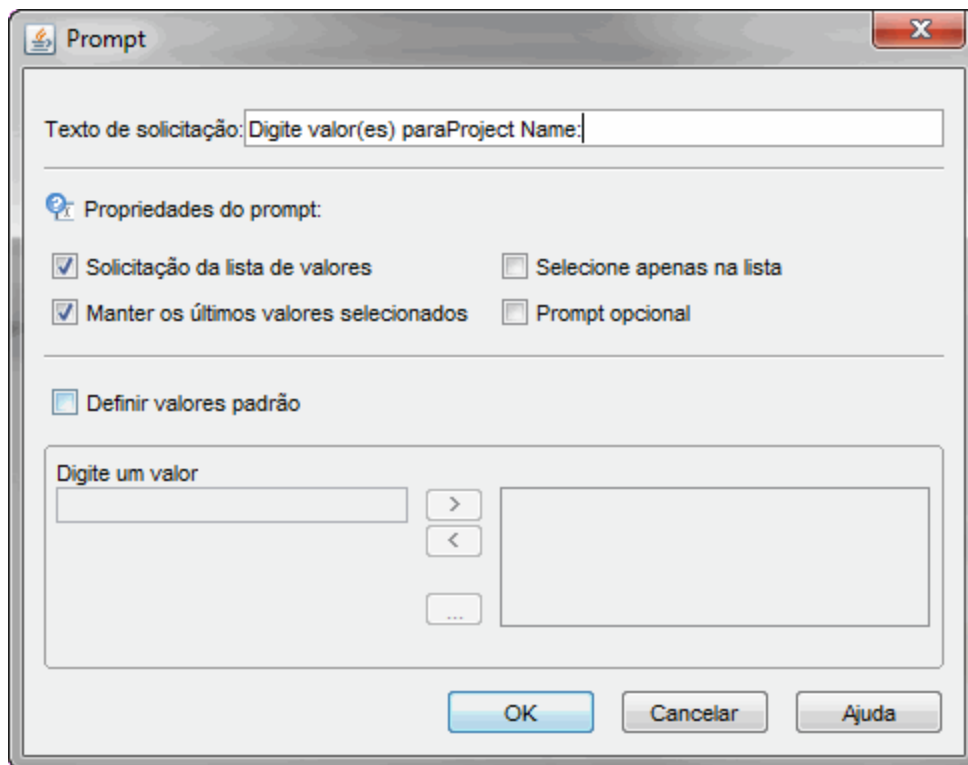 Prompt
Texto de solicitação: Digite valor(es) paraProject Name:
Propriedades do prompt:
Solicitação da lista de valores Selecione apenas na lista
Manter os últimos valores selecionados Prompt opcional
Definir valores padrão
Digite um valor
>
<
...
OK Cancelar Ajuda